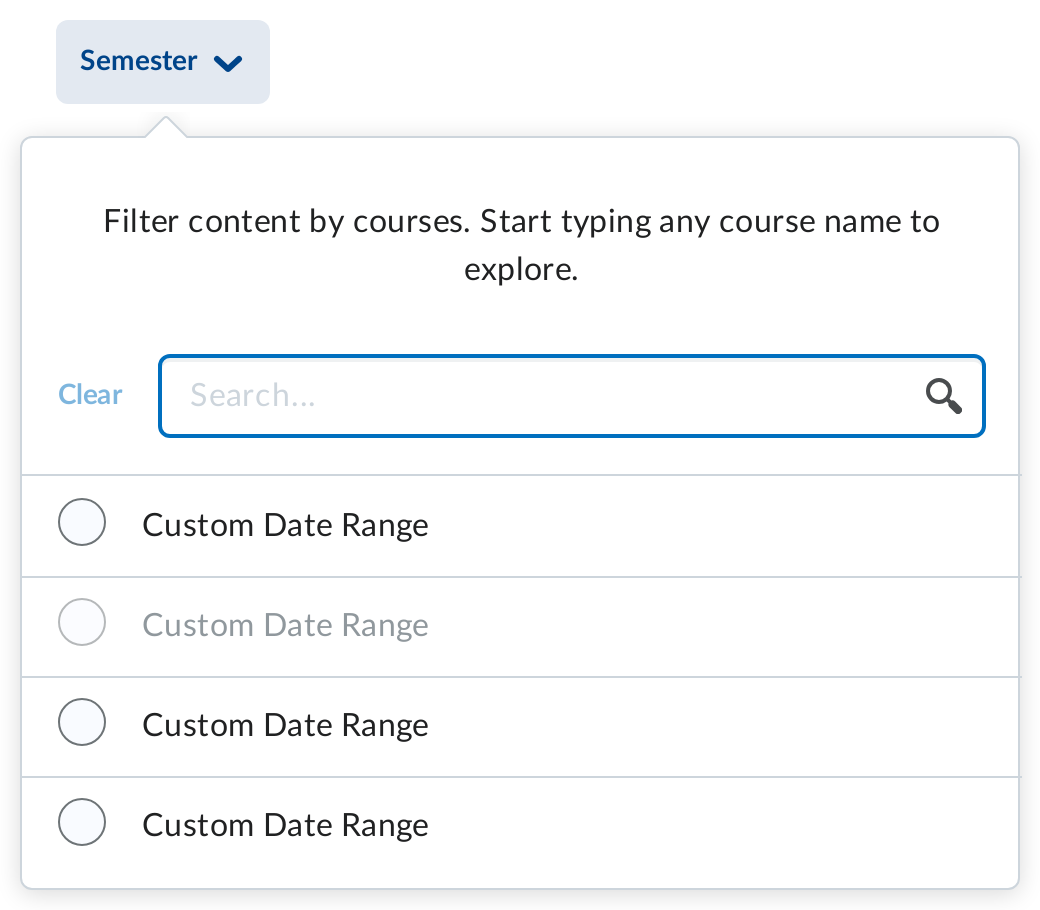 Semester
Filter content by courses. Start typing any course name to
explore.
Clear
Search...
Custom Date Range
Custom Date Range
Custom Date Range
Custom Date Range